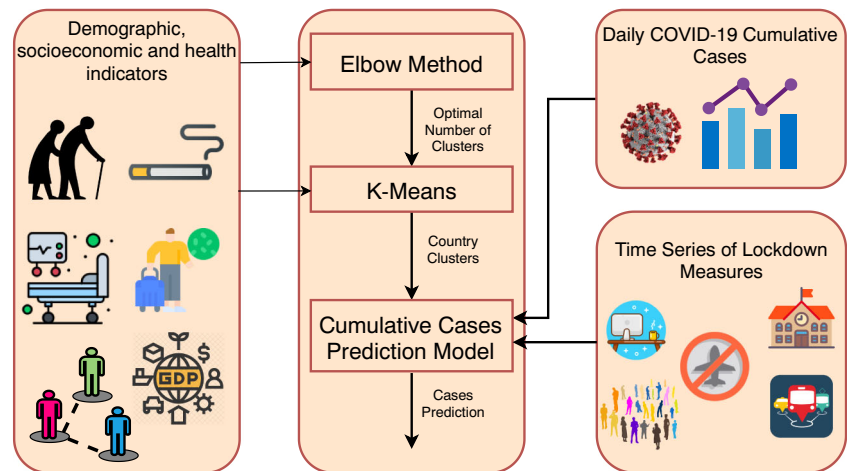 Demographic,
socioeconomic and health
indicators
GDP
$
Elbow Method
Optimal
Number of
Clusters
K-Means
Country
Clusters
Cumulative Cases
Prediction Model
Cases
Prediction
Daily COVID-19 Cumulative
Cases
Time Series of Lockdown
Measures